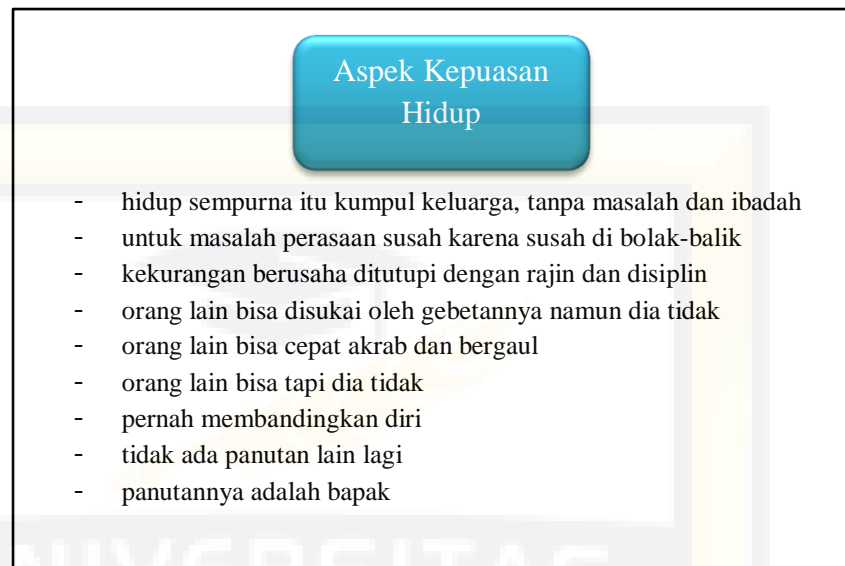 Aspek Kepuasan
Hidup
- hidup sempurna itu kumpul keluarga, tanpa masalah dan ibadah
- untuk masalah perasaan susah karena susah di bolak-balik
- kekurangan berusaha ditutupi dengan rajin dan disiplin
- orang lain bisa disukai oleh gebetannya namun dia tidak
- orang lain bisa cepat akrab dan bergaul
- orang lain bisa tapi dia tidak
- pernah membandingkan diri
- tidak ada panutan lain lagi
- panutannya adalah bapak
UNIVERSITAS